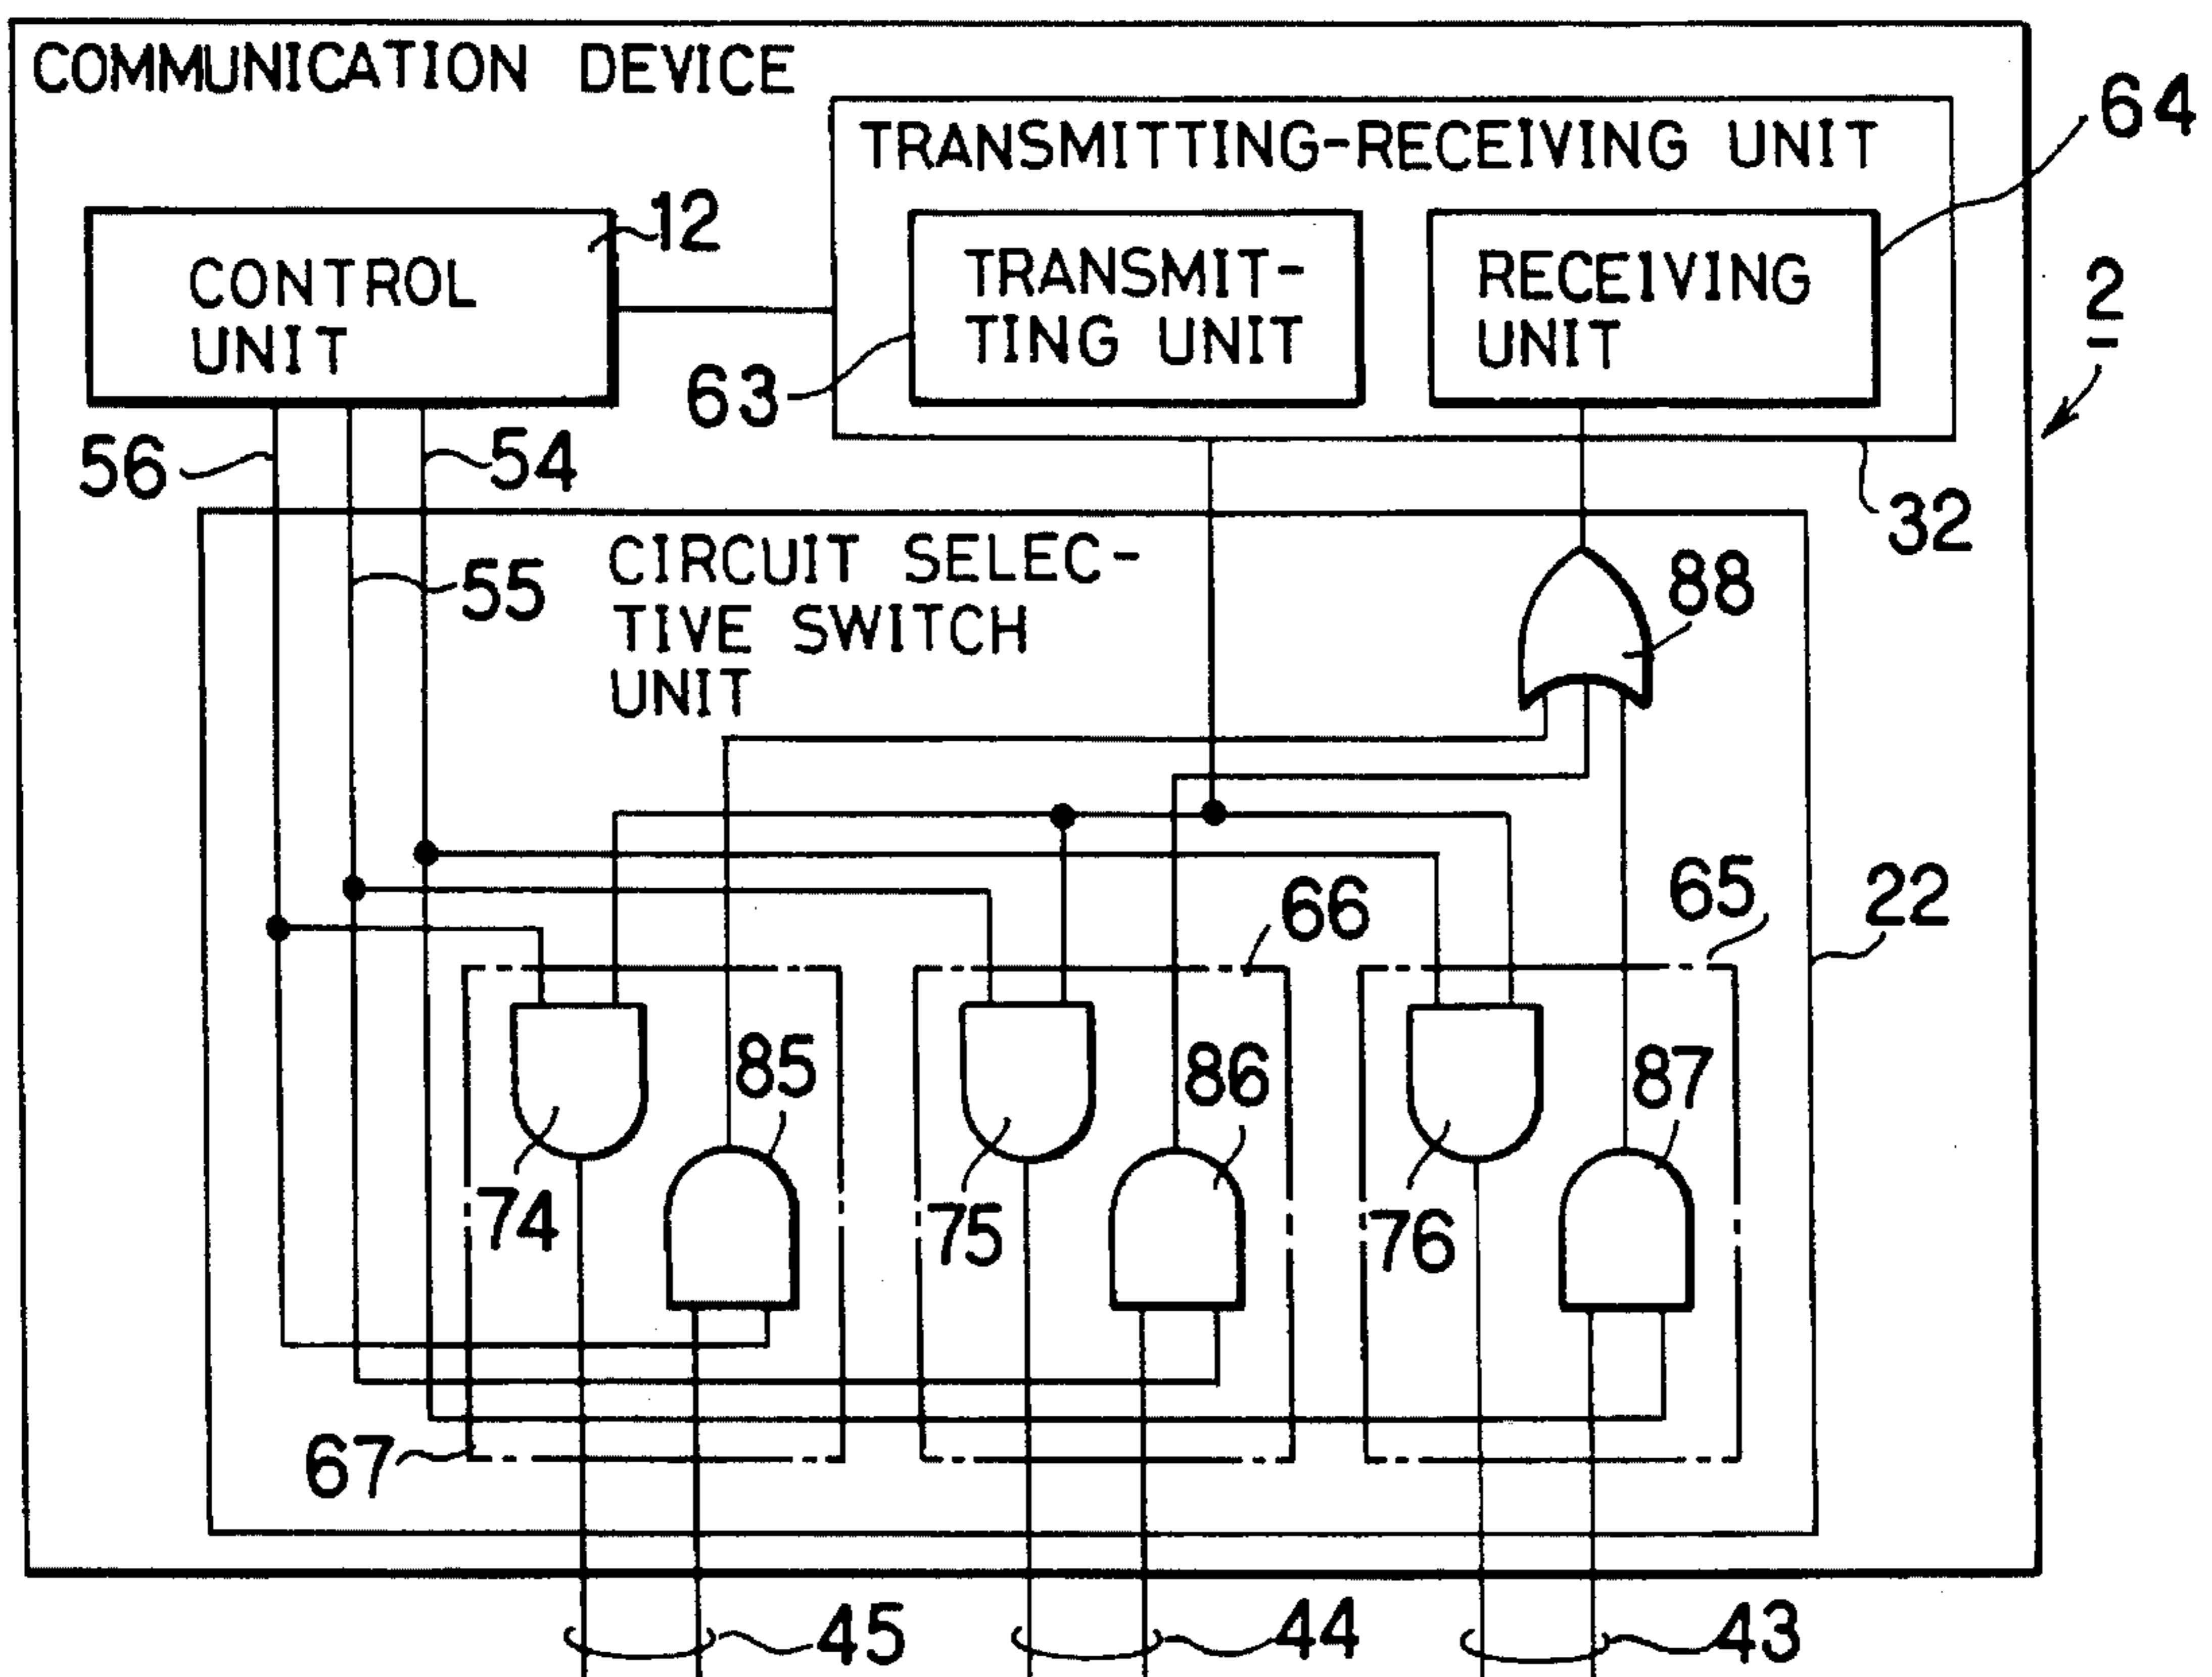 COMMUNICATION DEVICE
64
TRANSMITTING-RECEIVING UNIT
12
CONTROL
UNIT
TRANSMIT-
TING UNIT
RECEIVING
UNIT
2
63
56
54
32
55
CIRCUIT SELEC-
TIVE SWITCH
UNIT
88
66
65
22
85
86
87
74
75
76
67
45
44
43